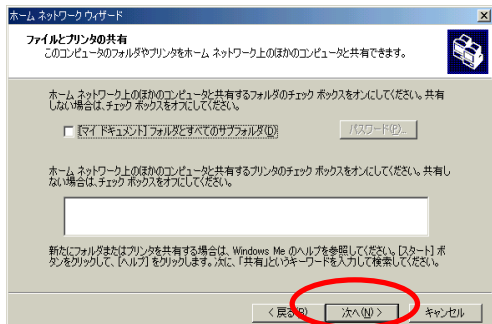 ホーム ネットワーク ウィザード
ファイルとプリンタの共有
このコンピュータのフォルダやプリンタをホーム ネットワーク上のほかのコンピュータと共有できます。
ホーム ネットワーク上のほかのコンピュータと共有するフォルダのチェック ボックスをオンにしてください。共有
しない場合は、チェック ボックスをオフにしてください。
[マイ ドキュメント] フォルダとすべてのサブフォルダ(D)
パスワード(P)...
ホーム ネットワーク上のほかのコンピュータと共有するプリンタのチェック ボックスをオンにしてください。共有し
ない場合は、チェック ボックスをオフにしてください。
新たにフォルダまたはプリンタを共有する場合は、Windows Me のヘルプを参照してください。[スタート] ボ
タンをクリックして、[ヘルプ] をクリックします。次に、「共有」というキーワードを入力して検索してください。
< 戻る(B)
次へ(N) >
キャンセル